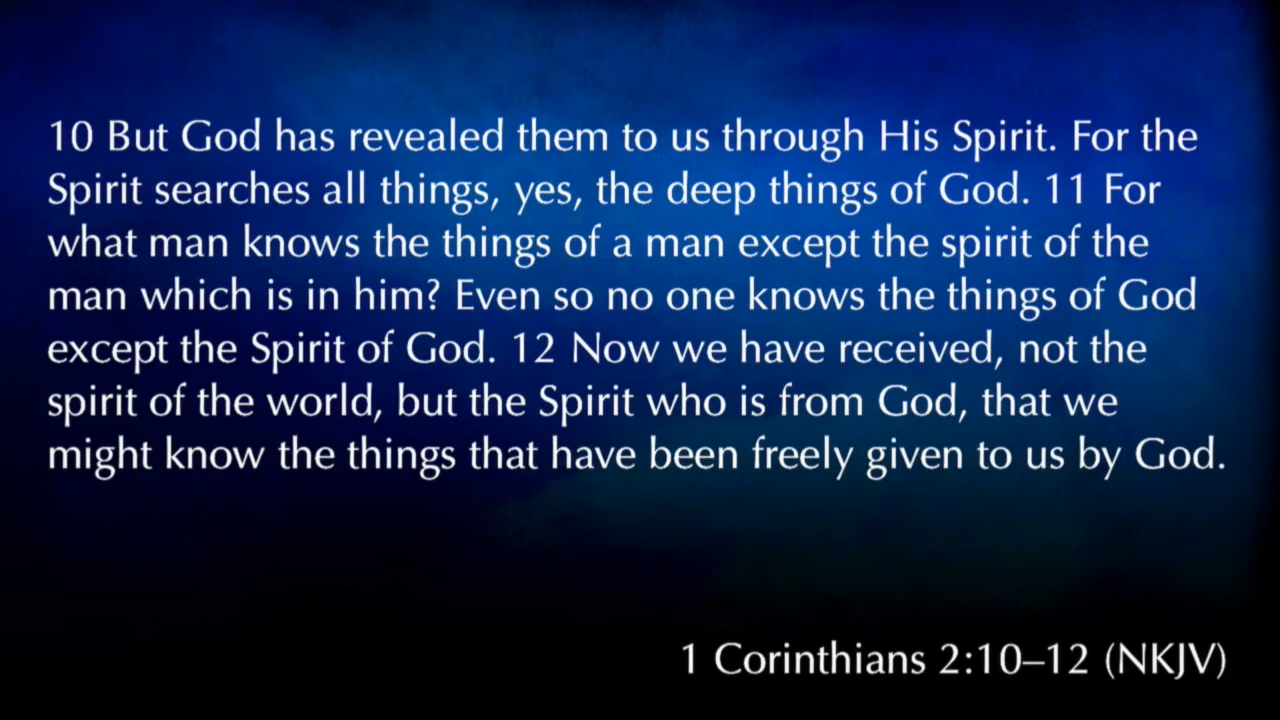 10 But God has revealed them to us through His Spirit. For the
Spirit searches all things, yes, the deep things of God. 11 For
what man knows the things of a man except the spirit of the
man which is in him? Even so no one knows the things of God
except the Spirit of God. 12 Now we have received, not the
spirit of the world, but the Spirit who is from God, that we
might know the things that have been freely given to us by God.
1 Corinthians 2:10–12 (NKJV)